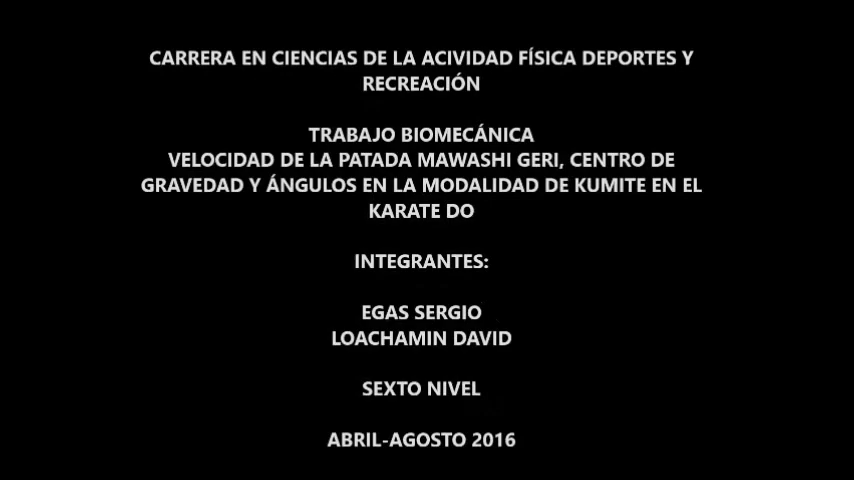 CARRERA EN CIENCIAS DE LA ACIVIDAD FÍSICA DEPORTES Y
RECREACIÓN
TRABAJO BIOMECÁNICA
VELOCIDAD DE LA PATADA MAWASHI GERI, CENTRO DE
GRAVEDAD Y ÁNGULOS EN LA MODALIDAD DE KUMITE EN EL
KARATE DO
INTEGRANTES:
EGAS SERGIO
LOACHAMIN DAVID
SEXTO NIVEL
ABRIL-AGOSTO 2016